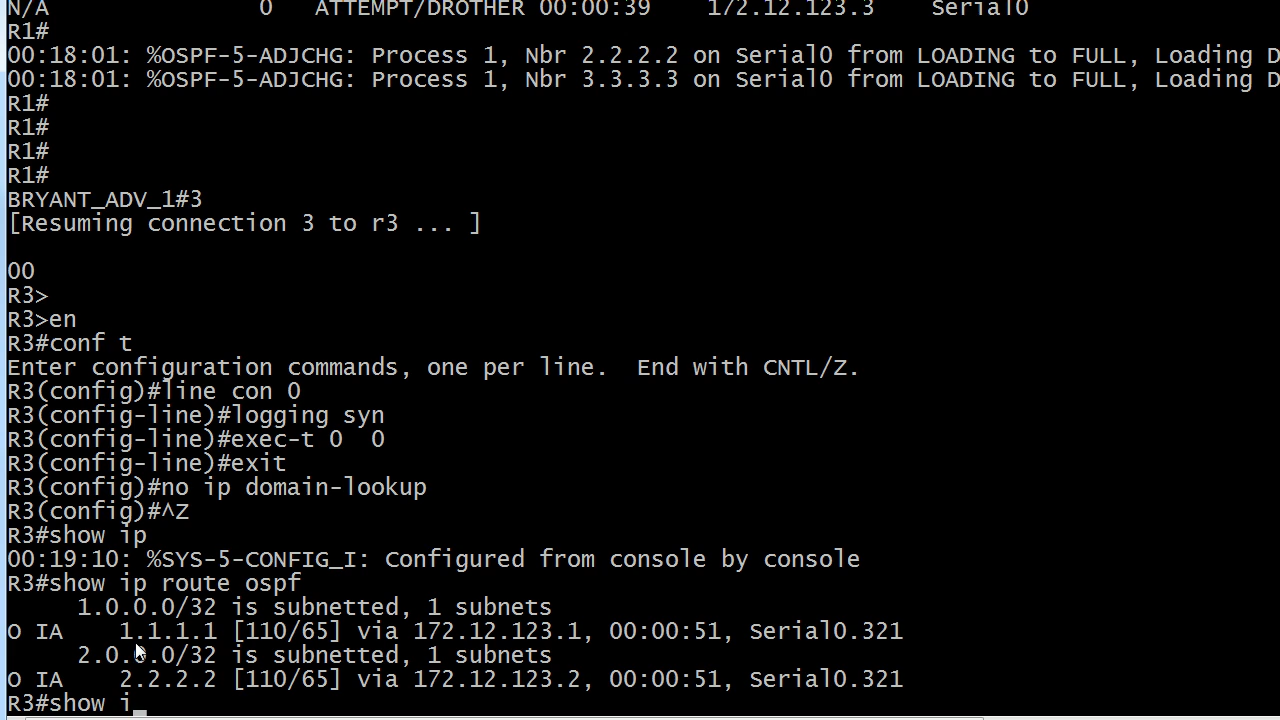 N/A 0 ATTEMPT/DROTHER 00:00:39 172.12.123.3 Serial0
R1#
00:18:01: %OSPF-5-ADJCHG: Process 1, Nbr 2.2.2.2 on Serial0 from LOADING to FULL, Loading D
00:18:01: %OSPF-5-ADJCHG: Process 1, Nbr 3.3.3.3 on Serial0 from LOADING to FULL, Loading D
R1#
R1#
R1#
R1#
BRYANT_ADV_1#3
[Resuming connection 3 to r3 ... ]
00
R3>
R3>en
R3#conf t
Enter configuration commands, one per line.  End with CNTL/Z.
R3(config)#line con 0
R3(config-line)#logging syn
R3(config-line)#exec-t 0  0
R3(config-line)#exit
R3(config)#no ip domain-lookup
R3(config)#^Z
R3#show ip
00:19:10: %SYS-5-CONFIG_I: Configured from console by console
R3#show ip route ospf
1.0.0.0/32 is subnetted, 1 subnets
O IA 1.1.1.1 [110/65] via 172.12.123.1, 00:00:51, Serial0.321
2.0.0.0/32 is subnetted, 1 subnets
O IA 2.2.2.2 [110/65] via 172.12.123.2, 00:00:51, Serial0.321
R3#show i_